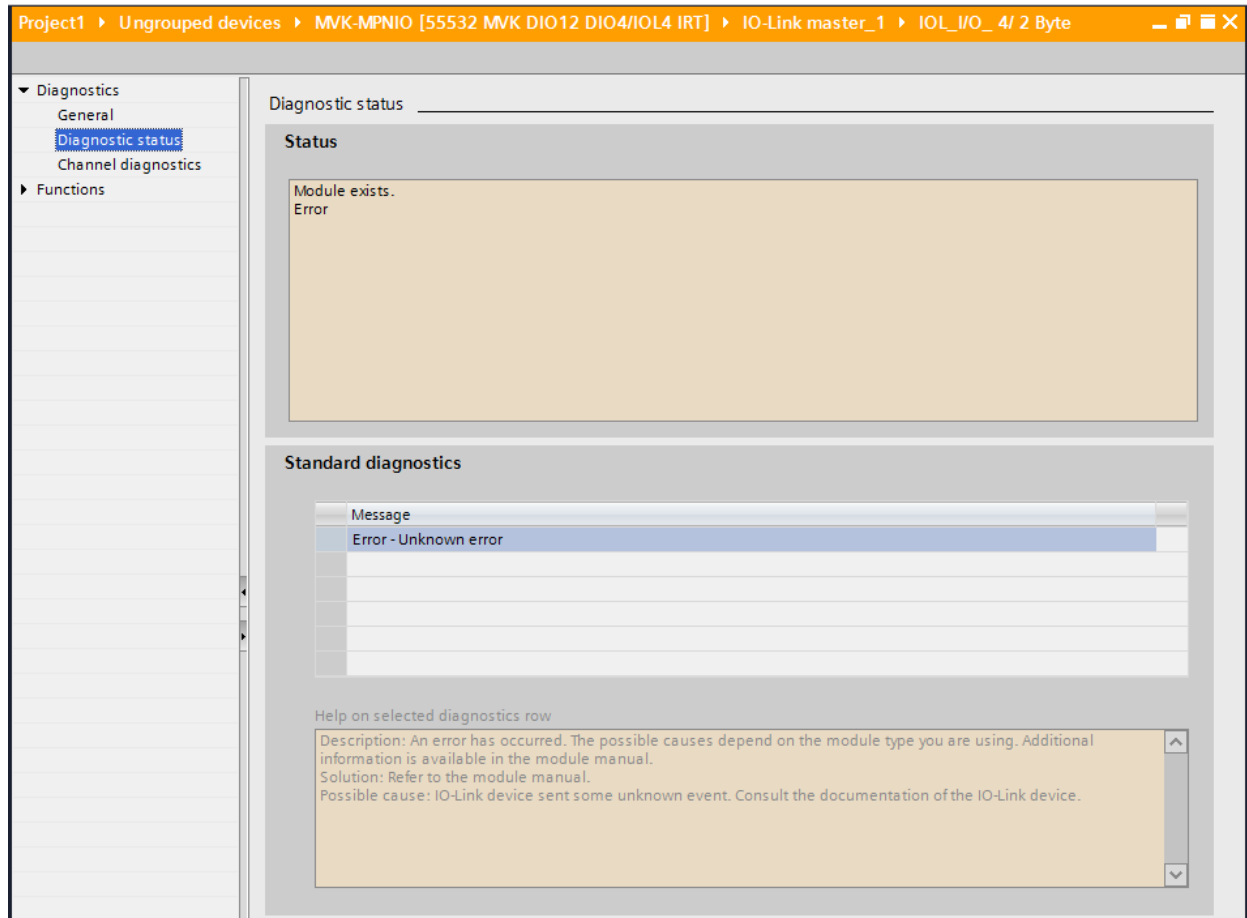 Project1 ▸ Ungrouped devices ▸ MVK-MPNIO [55532 MVK DIO12 DIO4/IOL4 IRT] ▸ IO-Link master_1 ▸ IOL_I/O_ 4/ 2 Byte
Diagnostics
General
Diagnostic status
Channel diagnostics
Functions
Diagnostic status
Status
Module exists.
Error
Standard diagnostics
Message
Error - Unknown error
Help on selected diagnostics row
Description: An error has occurred. The possible causes depend on the module type you are using. Additional
information is available in the module manual.
Solution: Refer to the module manual.
Possible cause: IO-Link device sent some unknown event. Consult the documentation of the IO-Link device.